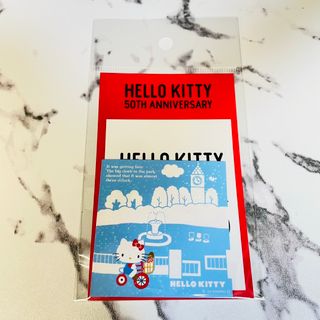 HELLO KITTY
50TH ANNIVERSARY
HELLO KITTY
It was getting late.
The big clock in the park,
showed that it was almost
three o'clock.
HELLO KITTY